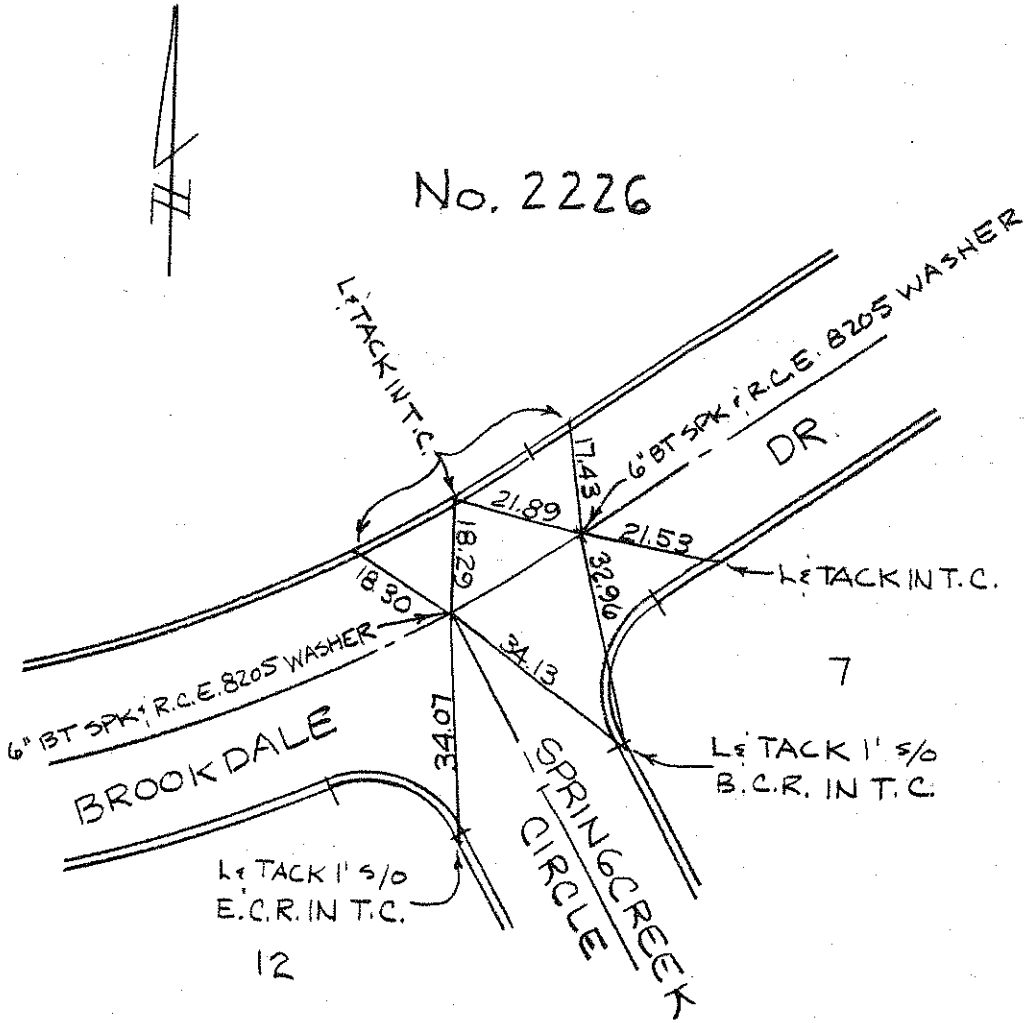 N
No. 2226
L & TACK IN T.C.
6" BT SPK & R.C.E. 8205 WASHER
DR.
17.43
21.89
21.53
18.29
32.96
18.30
L & TACK IN T.C.
34.13
7
6" BT SPK & R.C.E. 8205 WASHER
34.07
BROOKDALE
L & TACK 1' S/O
B.C.R. IN T.C.
SPRINGCREEK
CIRCLE
L & TACK 1' S/O
E.C.R. IN T.C.
12